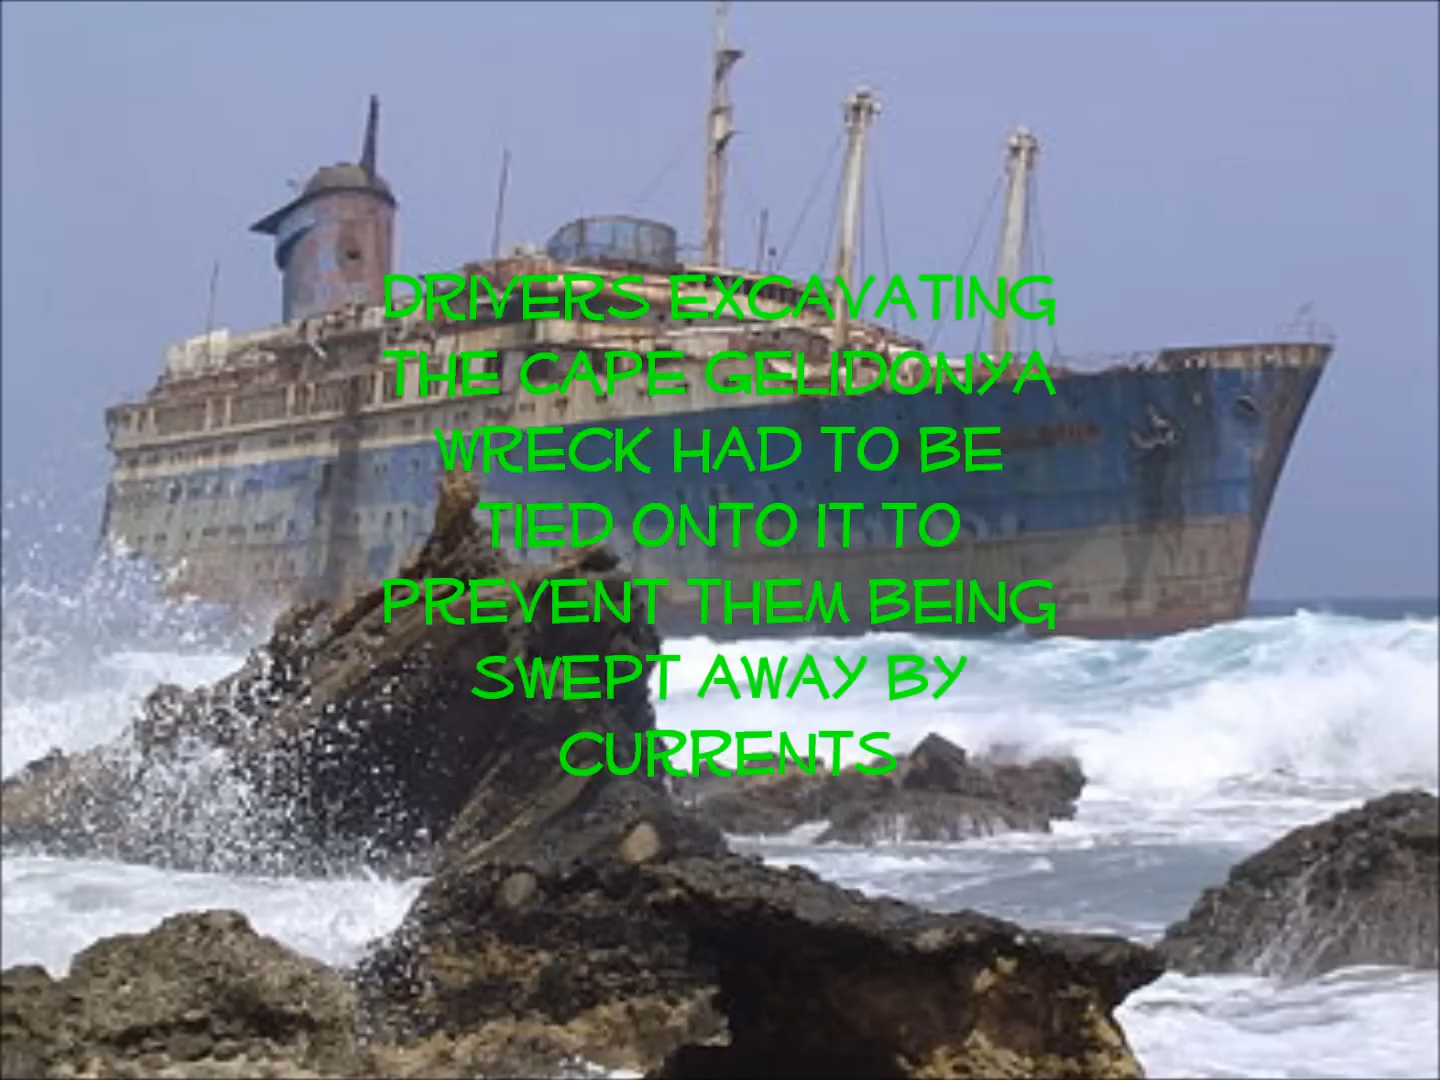 DRIVERS EXCAVATING
THE CAPE GELIDONYA
WRECK HAD TO BE
TIED ONTO IT TO
PREVENT THEM BEING
SWEPT AWAY BY
CURRENTS